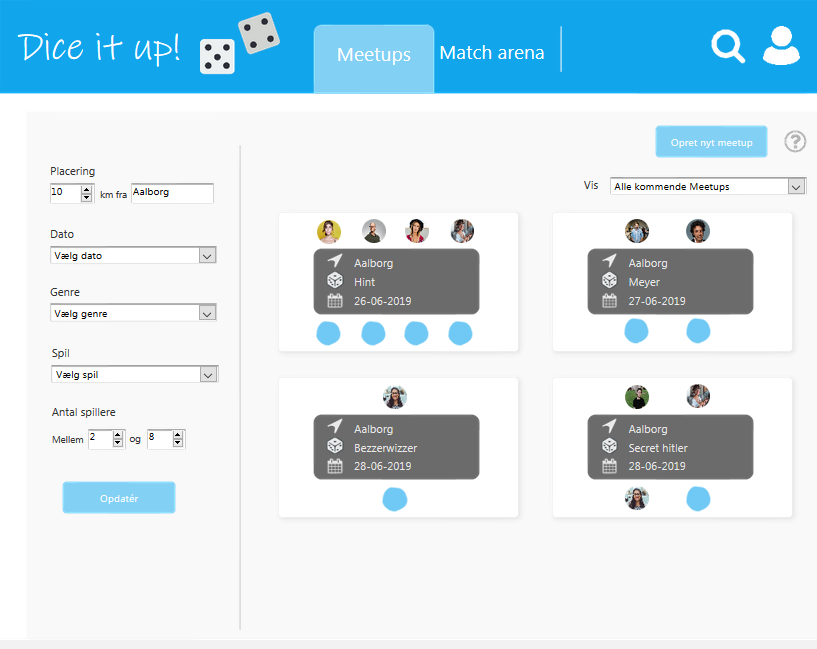 Dice it up!
Meetups
Match arena
Opret nyt meetup
?
Vis
Alle kommende Meetups
Placering
10
km fra
Aalborg
Dato
Vælg dato
Genre
Vælg genre
Spil
Vælg spil
Antal spillere
Mellem
2
og
8
Opdatér
Aalborg
Hint
26-06-2019
Aalborg
Meyer
27-06-2019
Aalborg
Bezzerwizzer
28-06-2019
Aalborg
Secret hitler
28-06-2019